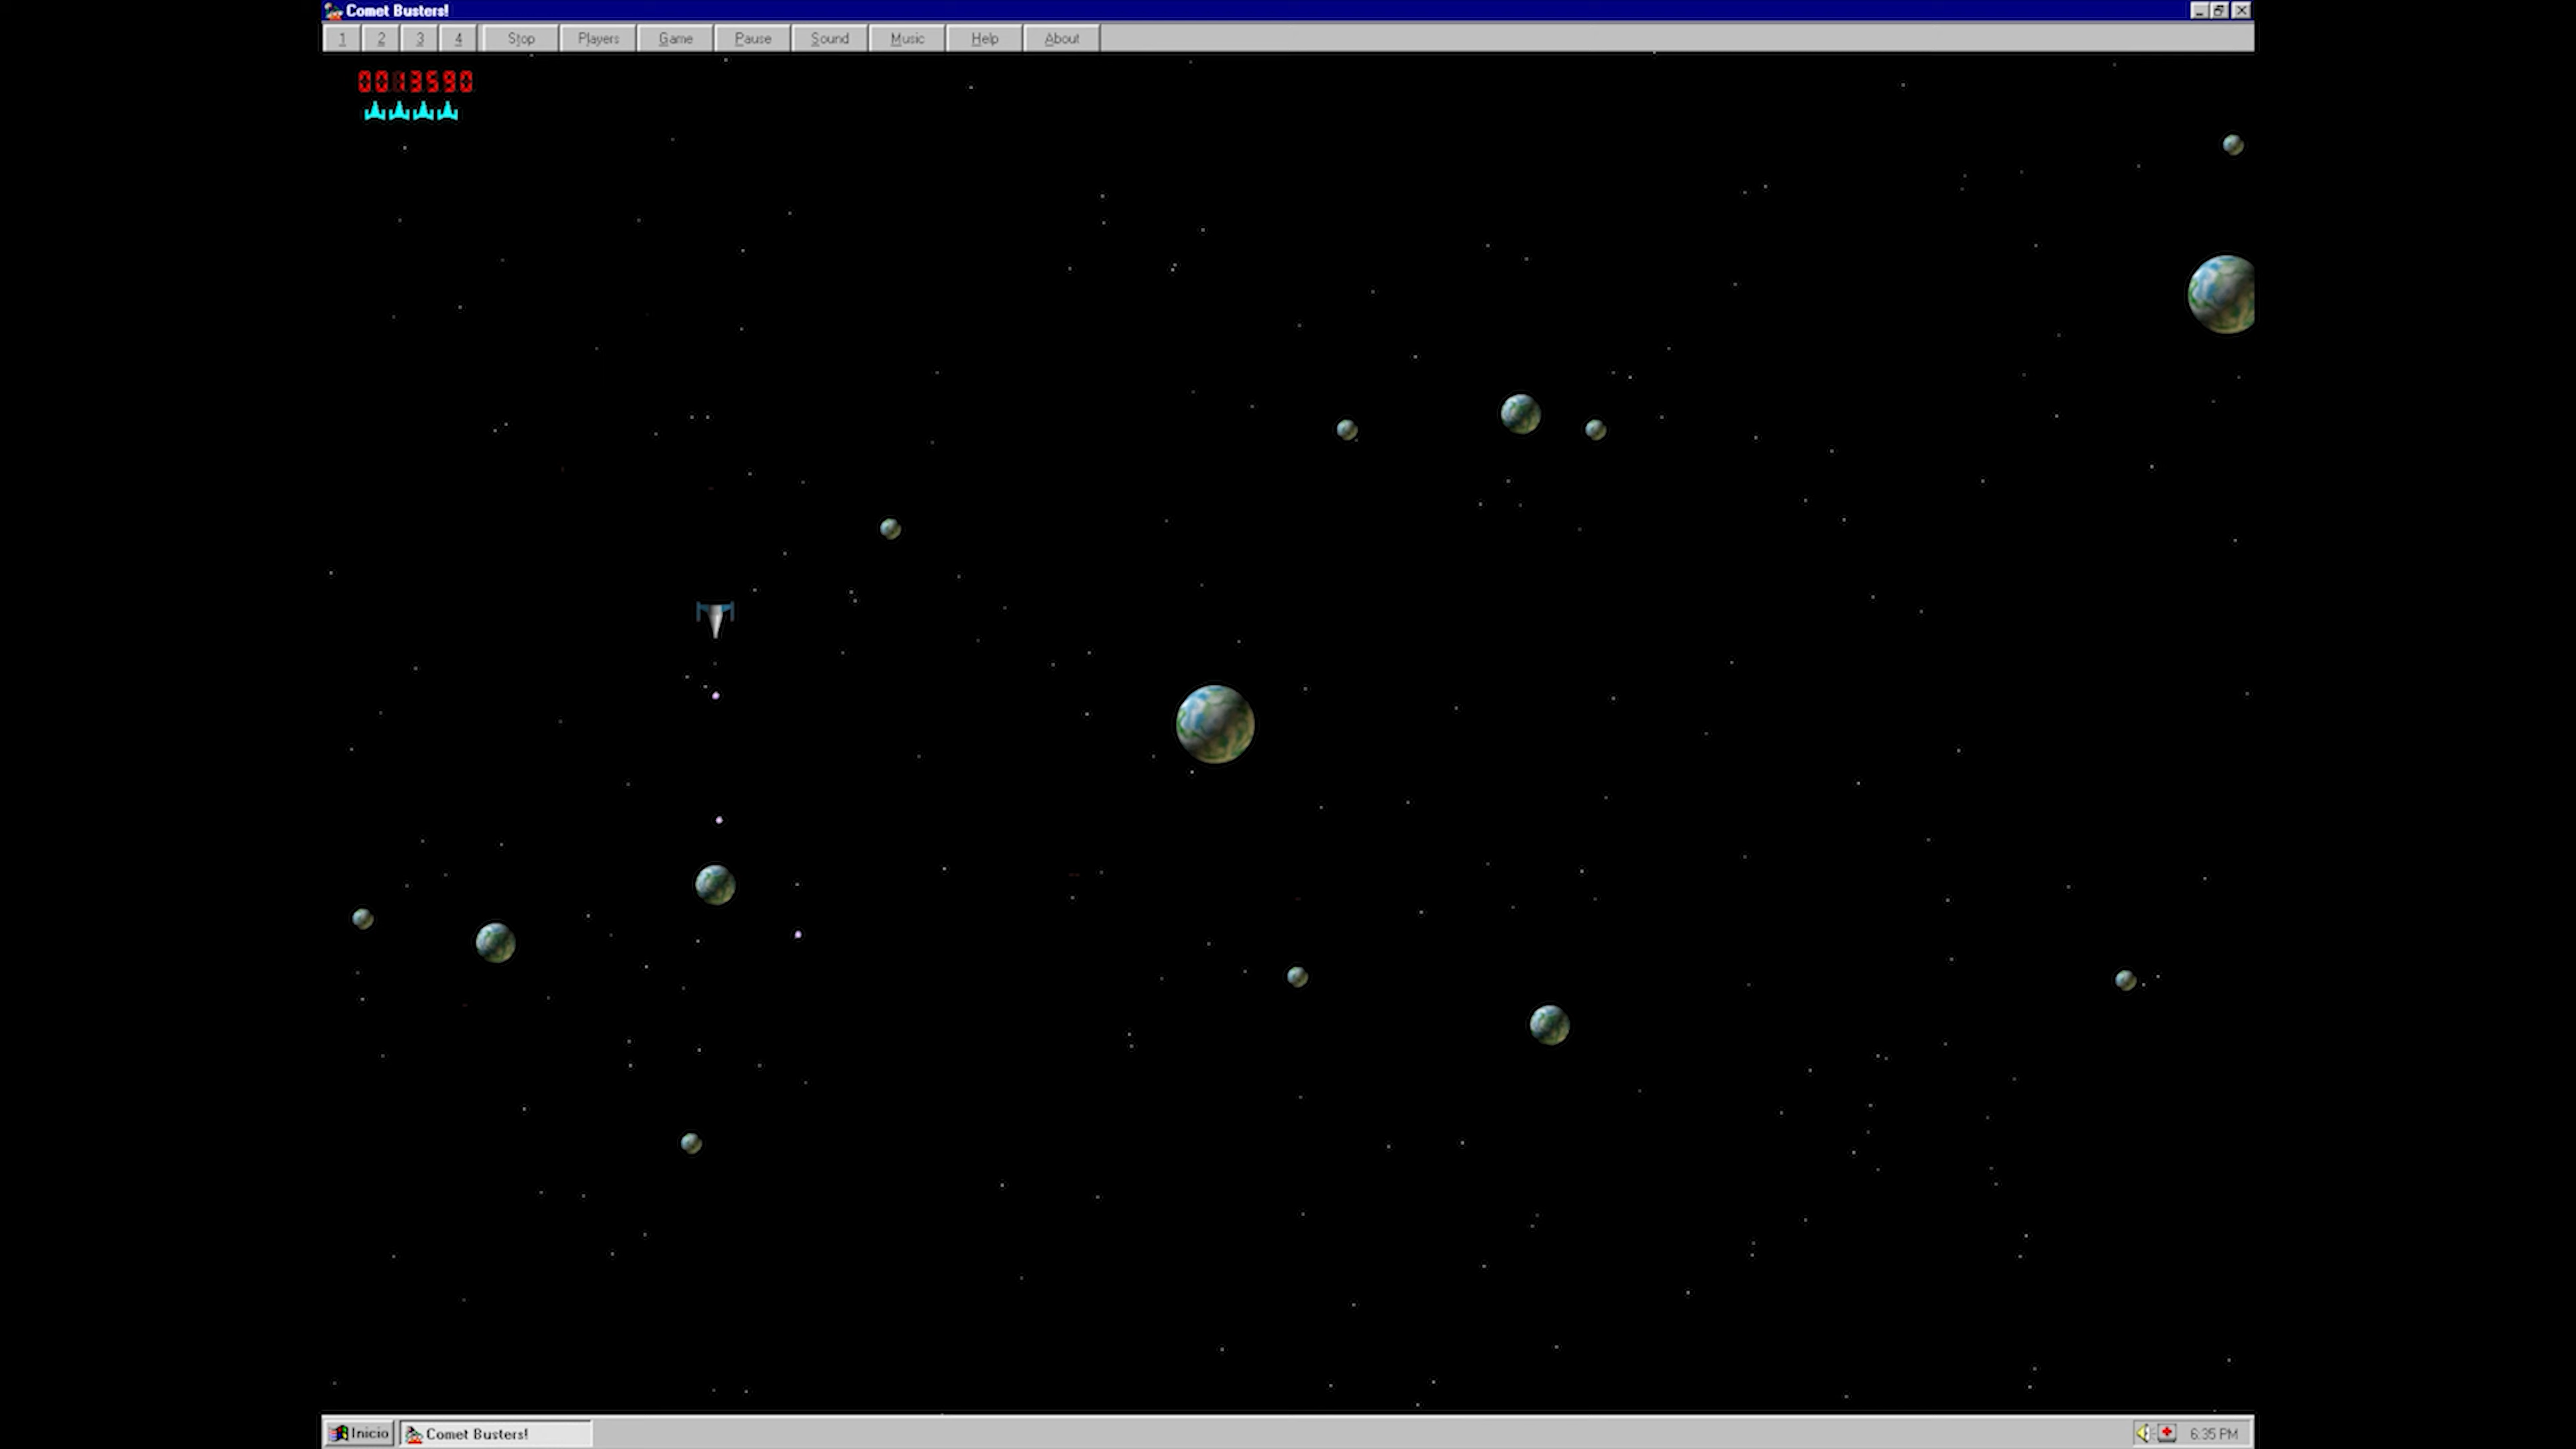 Comet Busters!
1 2 3 4 Stop Players Game Pause Sound Music Help About
0013590
Inicio Comet Busters! 6:35 PM